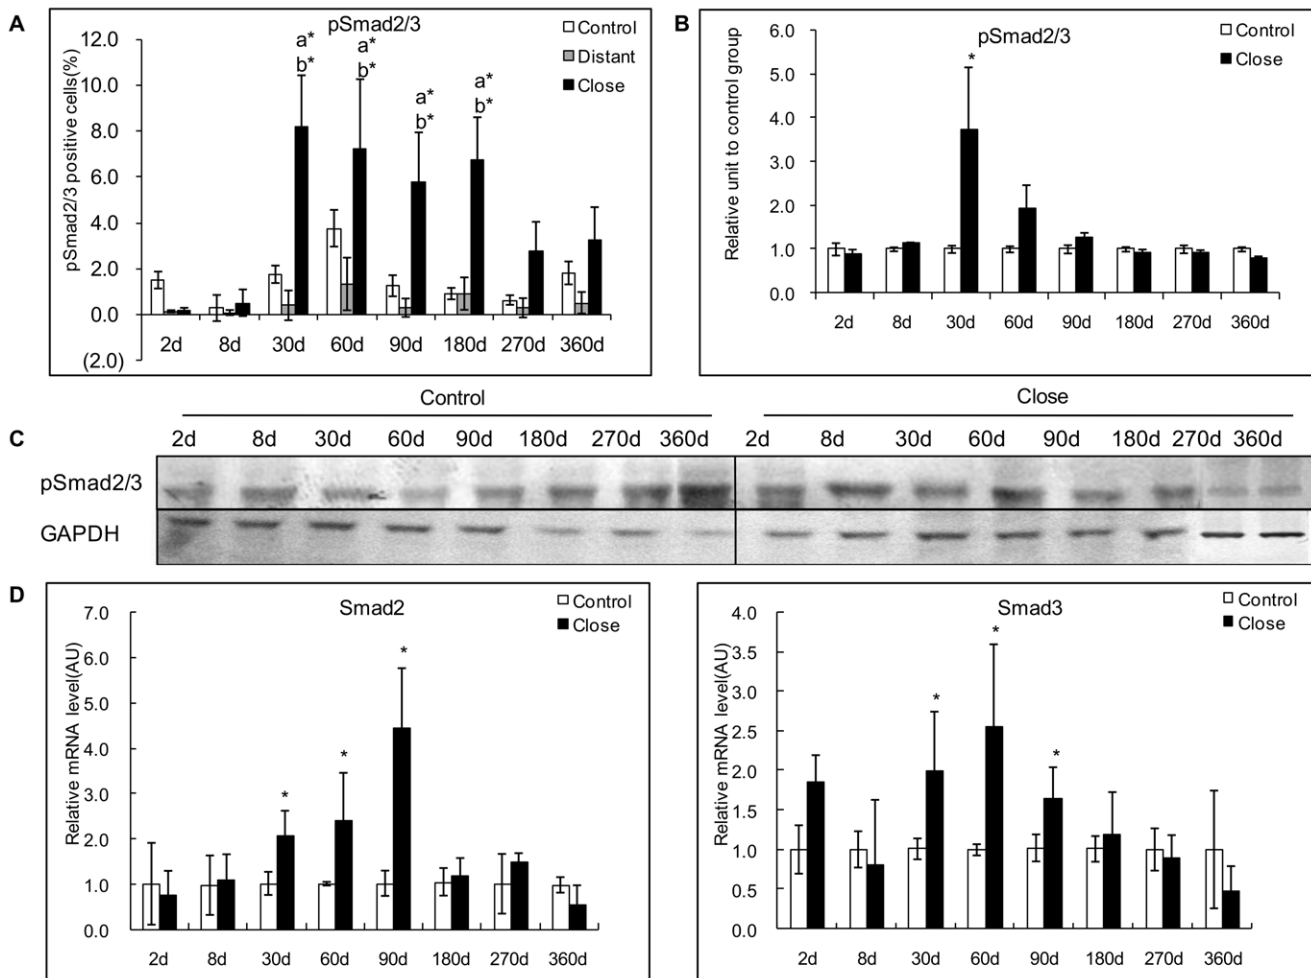 A
pSmad2/3
Control
Distant
Close
pSmad2/3 positive cells(%)
12.0
10.0
8.0
6.0
4.0
2.0
0.0
(2.0)
a*
b*
a*
b*
a*
b*
a*
b*
2d 8d 30d 60d 90d 180d 270d 360d
B
pSmad2/3
Control
Close
Relative unit to control group
6.0
5.0
4.0
3.0
2.0
1.0
0.0
*
2d 8d 30d 60d 90d 180d 270d 360d
Control Close
C
2d 8d 30d 60d 90d 180d 270d 360d 2d 8d 30d 60d 90d 180d 270d 360d
pSmad2/3
GAPDH
D
Smad2
Control
Close
Relative mRNA level(AU)
7.0
6.0
5.0
4.0
3.0
2.0
1.0
0.0
* * *
2d 8d 30d 60d 90d 180d 270d 360d
Smad3
Control
Close
Relative mRNA level(AU)
4.0
3.5
3.0
2.5
2.0
1.5
1.0
0.5
0.0
* * *
2d 8d 30d 60d 90d 180d 270d 360d